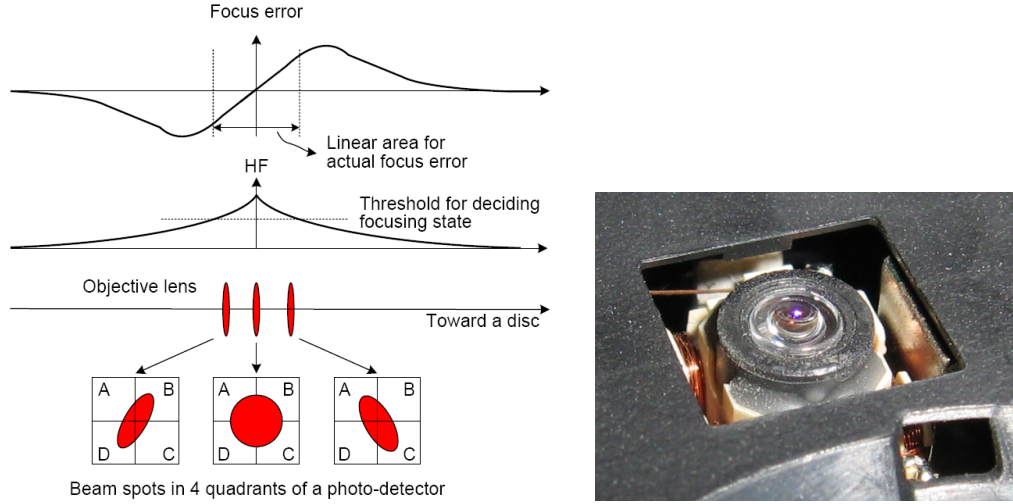 Focus error
Linear area for
actual focus error
HF
Threshold for deciding
focusing state
Objective lens
Toward a disc
A B
D C
A B
D C
A B
D C
Beam spots in 4 quadrants of a photo-detector